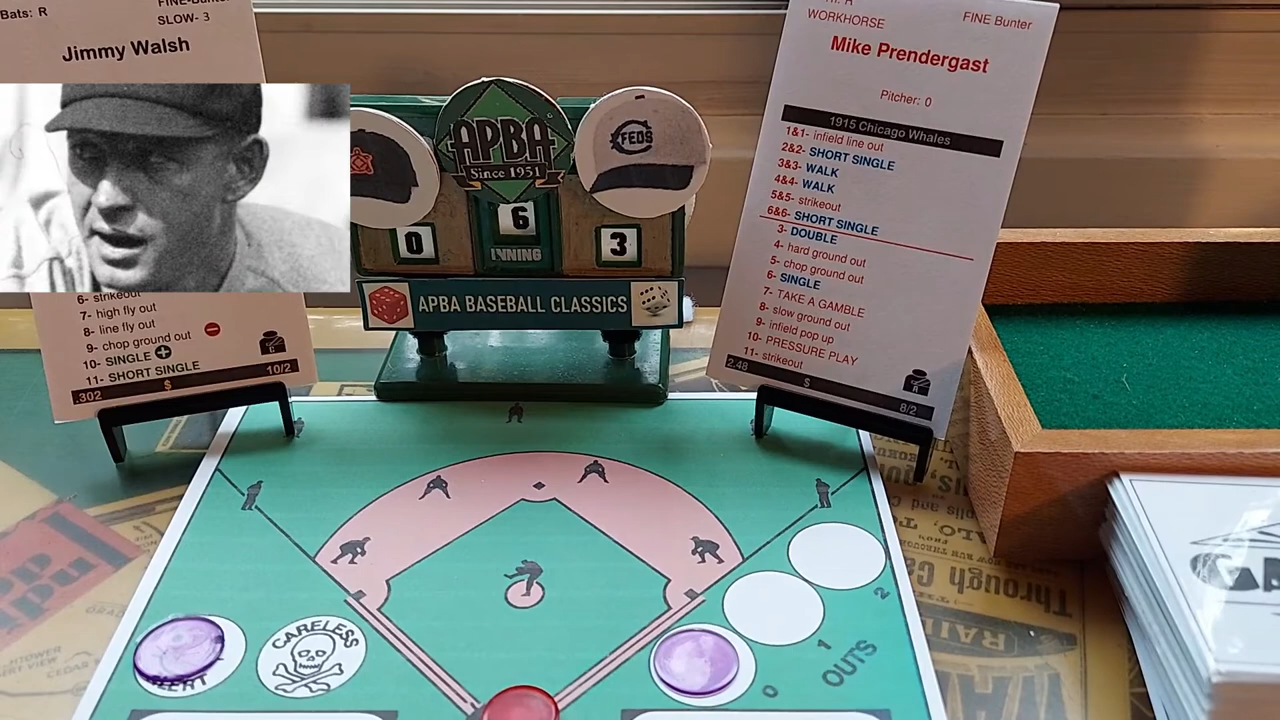 Bats: R
FINE-Bunter
SLOW- 3
Jimmy Walsh
6- strikeout
7- high fly out
8- line fly out
9- chop ground out
10- SINGLE
11- SHORT SINGLE
.302 $ 10/2
APBA
Since 1951
FEDS
0
6
3
INNING
APBA BASEBALL CLASSICS
WORKHORSE
FINE Bunter
Mike Prendergast
Pitcher: 0
1915 Chicago Whales
1&1- infield line out
2&2- SHORT SINGLE
3&3- WALK
4&4- WALK
5&5- strikeout
6&6- SHORT SINGLE
3- DOUBLE
4- hard ground out
5- chop ground out
6- SINGLE
7- TAKE A GAMBLE
8- slow ground out
9- infield pop up
10- PRESSURE PLAY
11- strikeout
2.48 $ 8/2
CARELESS
0
1
2
OUTS
Through
RAIL